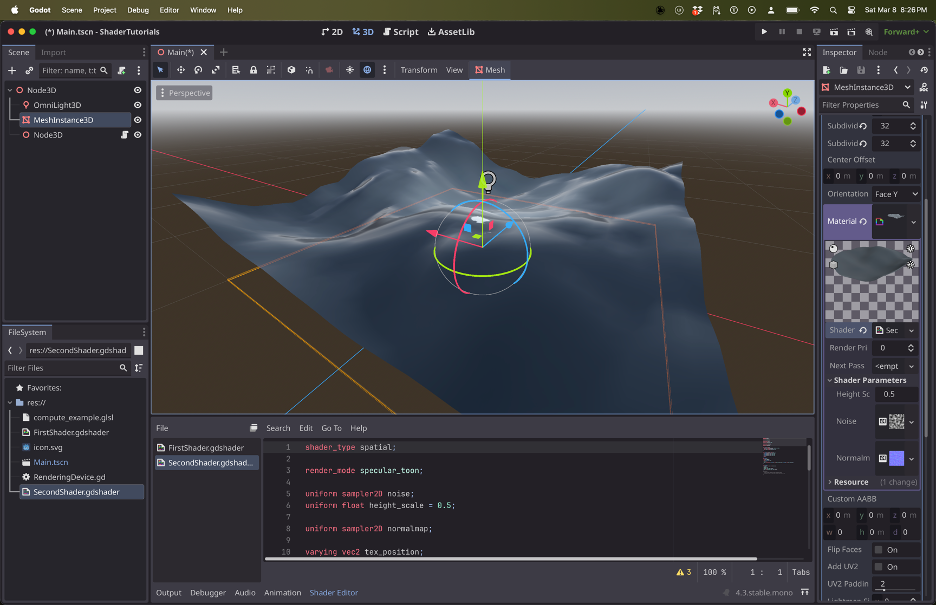 Godot Scene Project Debug Editor Window Help
Sat Mar 8 8:26 PM
(*) Main.tscn - ShaderTutorials
2D 3D Script AssetLib
Forward+
Scene Import
Filter: name, t:t
Node3D
OmniLight3D
MeshInstance3D
Node3D
FileSystem
res://SecondShader.gdshad
Filter Files
Favorites:
res://
compute_example.glsl
FirstShader.gdshader
icon.svg
Main.tscn
RenderingDevice.gd
SecondShader.gdshader
Main(*)
Transform View Mesh
Perspective
Y
X
Z
File
FirstShader.gdshader
SecondShader.gdshad...
Search Edit Go To Help
1 shader_type spatial;
2
3 render_mode specular_toon;
4
5 uniform sampler2D noise;
6 uniform float height_scale = 0.5;
7
8 uniform sampler2D normalmap;
9
10 varying vec2 tex_position;
3 100 % 1 : 1 Tabs
Output Debugger Audio Animation Shader Editor
4.3.stable.mono
Inspector Node
MeshInstance3D
Filter Properties
Subdivid 32
Subdivid 32
Center Offset
x 0 m y 0 m z 0 m
Orientation Face Y
Material
Shader Sec
Render Pri 0
Next Pass <empt
Shader Parameters
Height Sc 0.5
Noise
Normalm
Resource (1 change)
Custom AABB
x 0 m y 0 m z 0 m
w 0 h 0 m d 0
Flip Faces On
Add UV2 On
UV2 Paddin 2